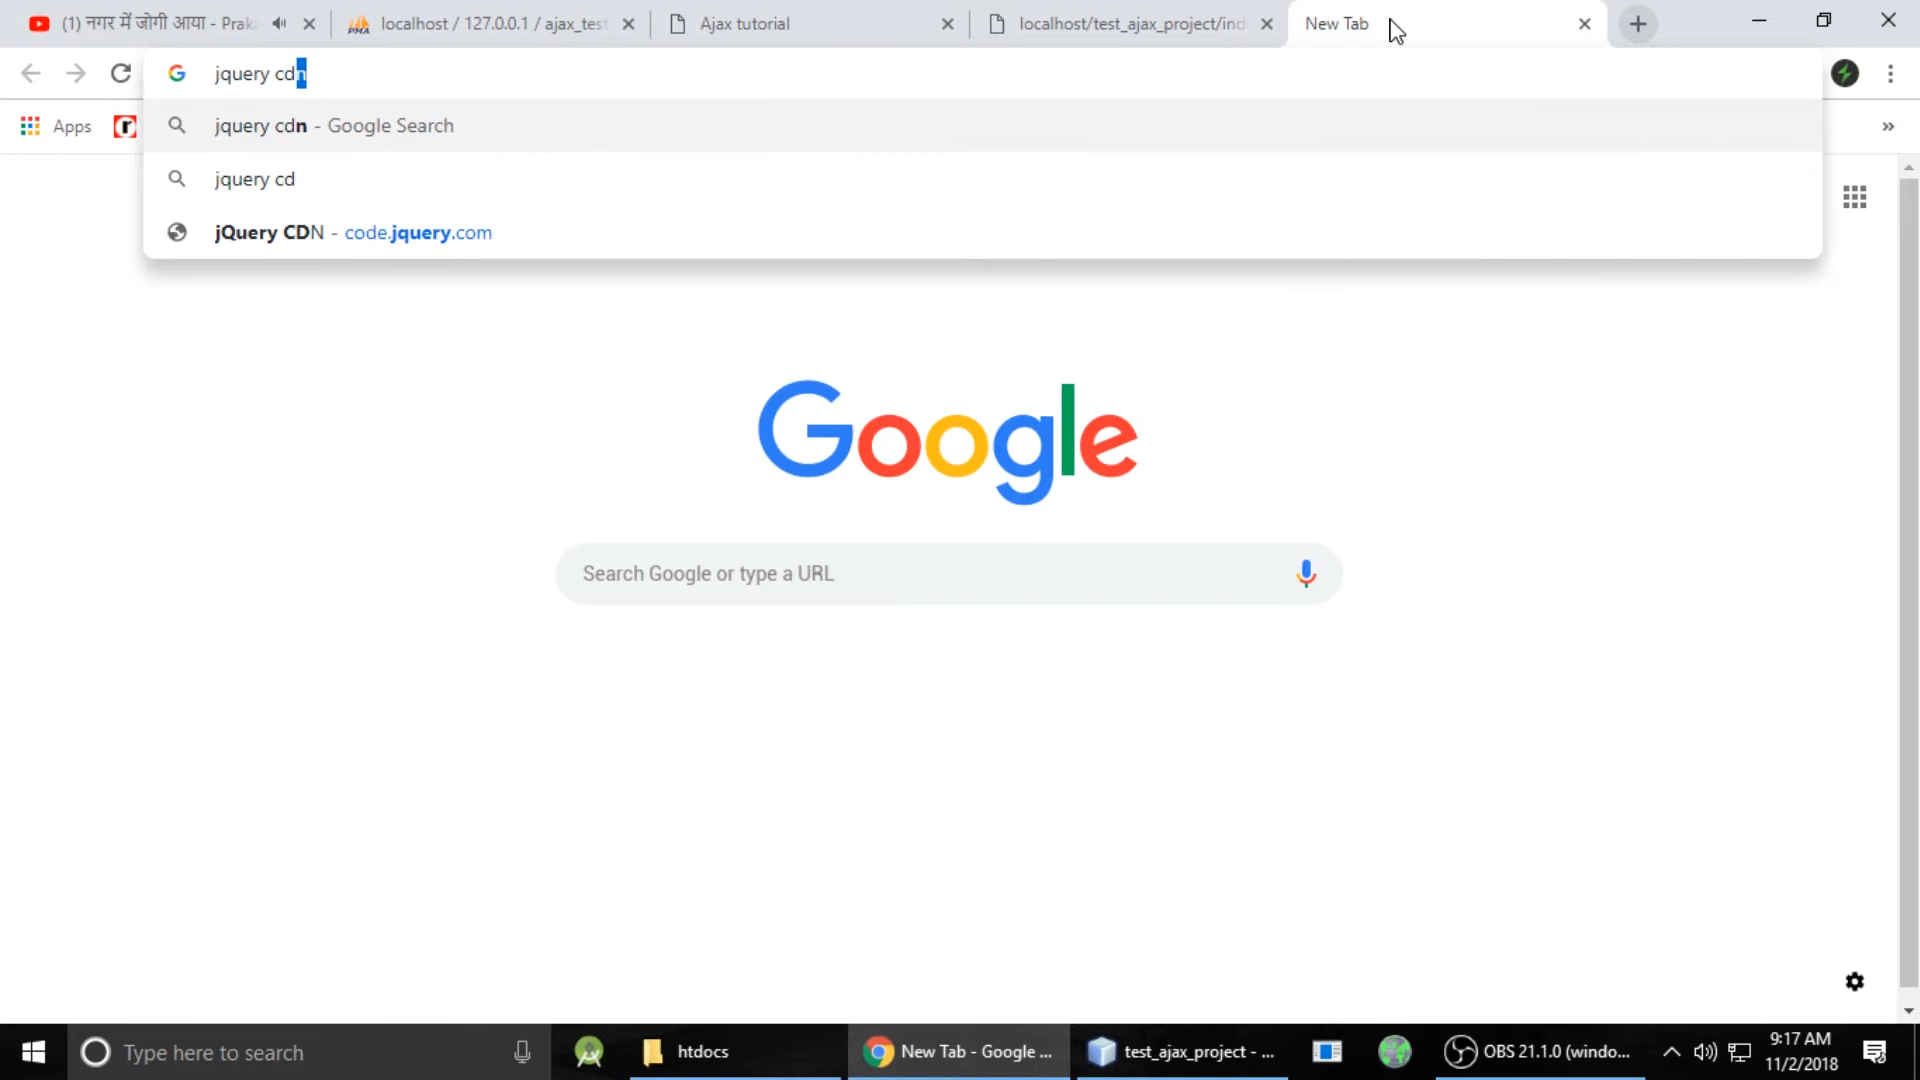 (1) नगर में जोगी आया - Praka
localhost / 127.0.0.1 / ajax_test
Ajax tutorial
localhost/test_ajax_project/ind
New Tab
jquery cdn
Apps
jquery cdn - Google Search
jquery cd
jQuery CDN - code.jquery.com
Google
Search Google or type a URL
Type here to search
htdocs
New Tab - Google ...
test_ajax_project - ...
OBS 21.1.0 (windo...
9:17 AM
11/2/2018